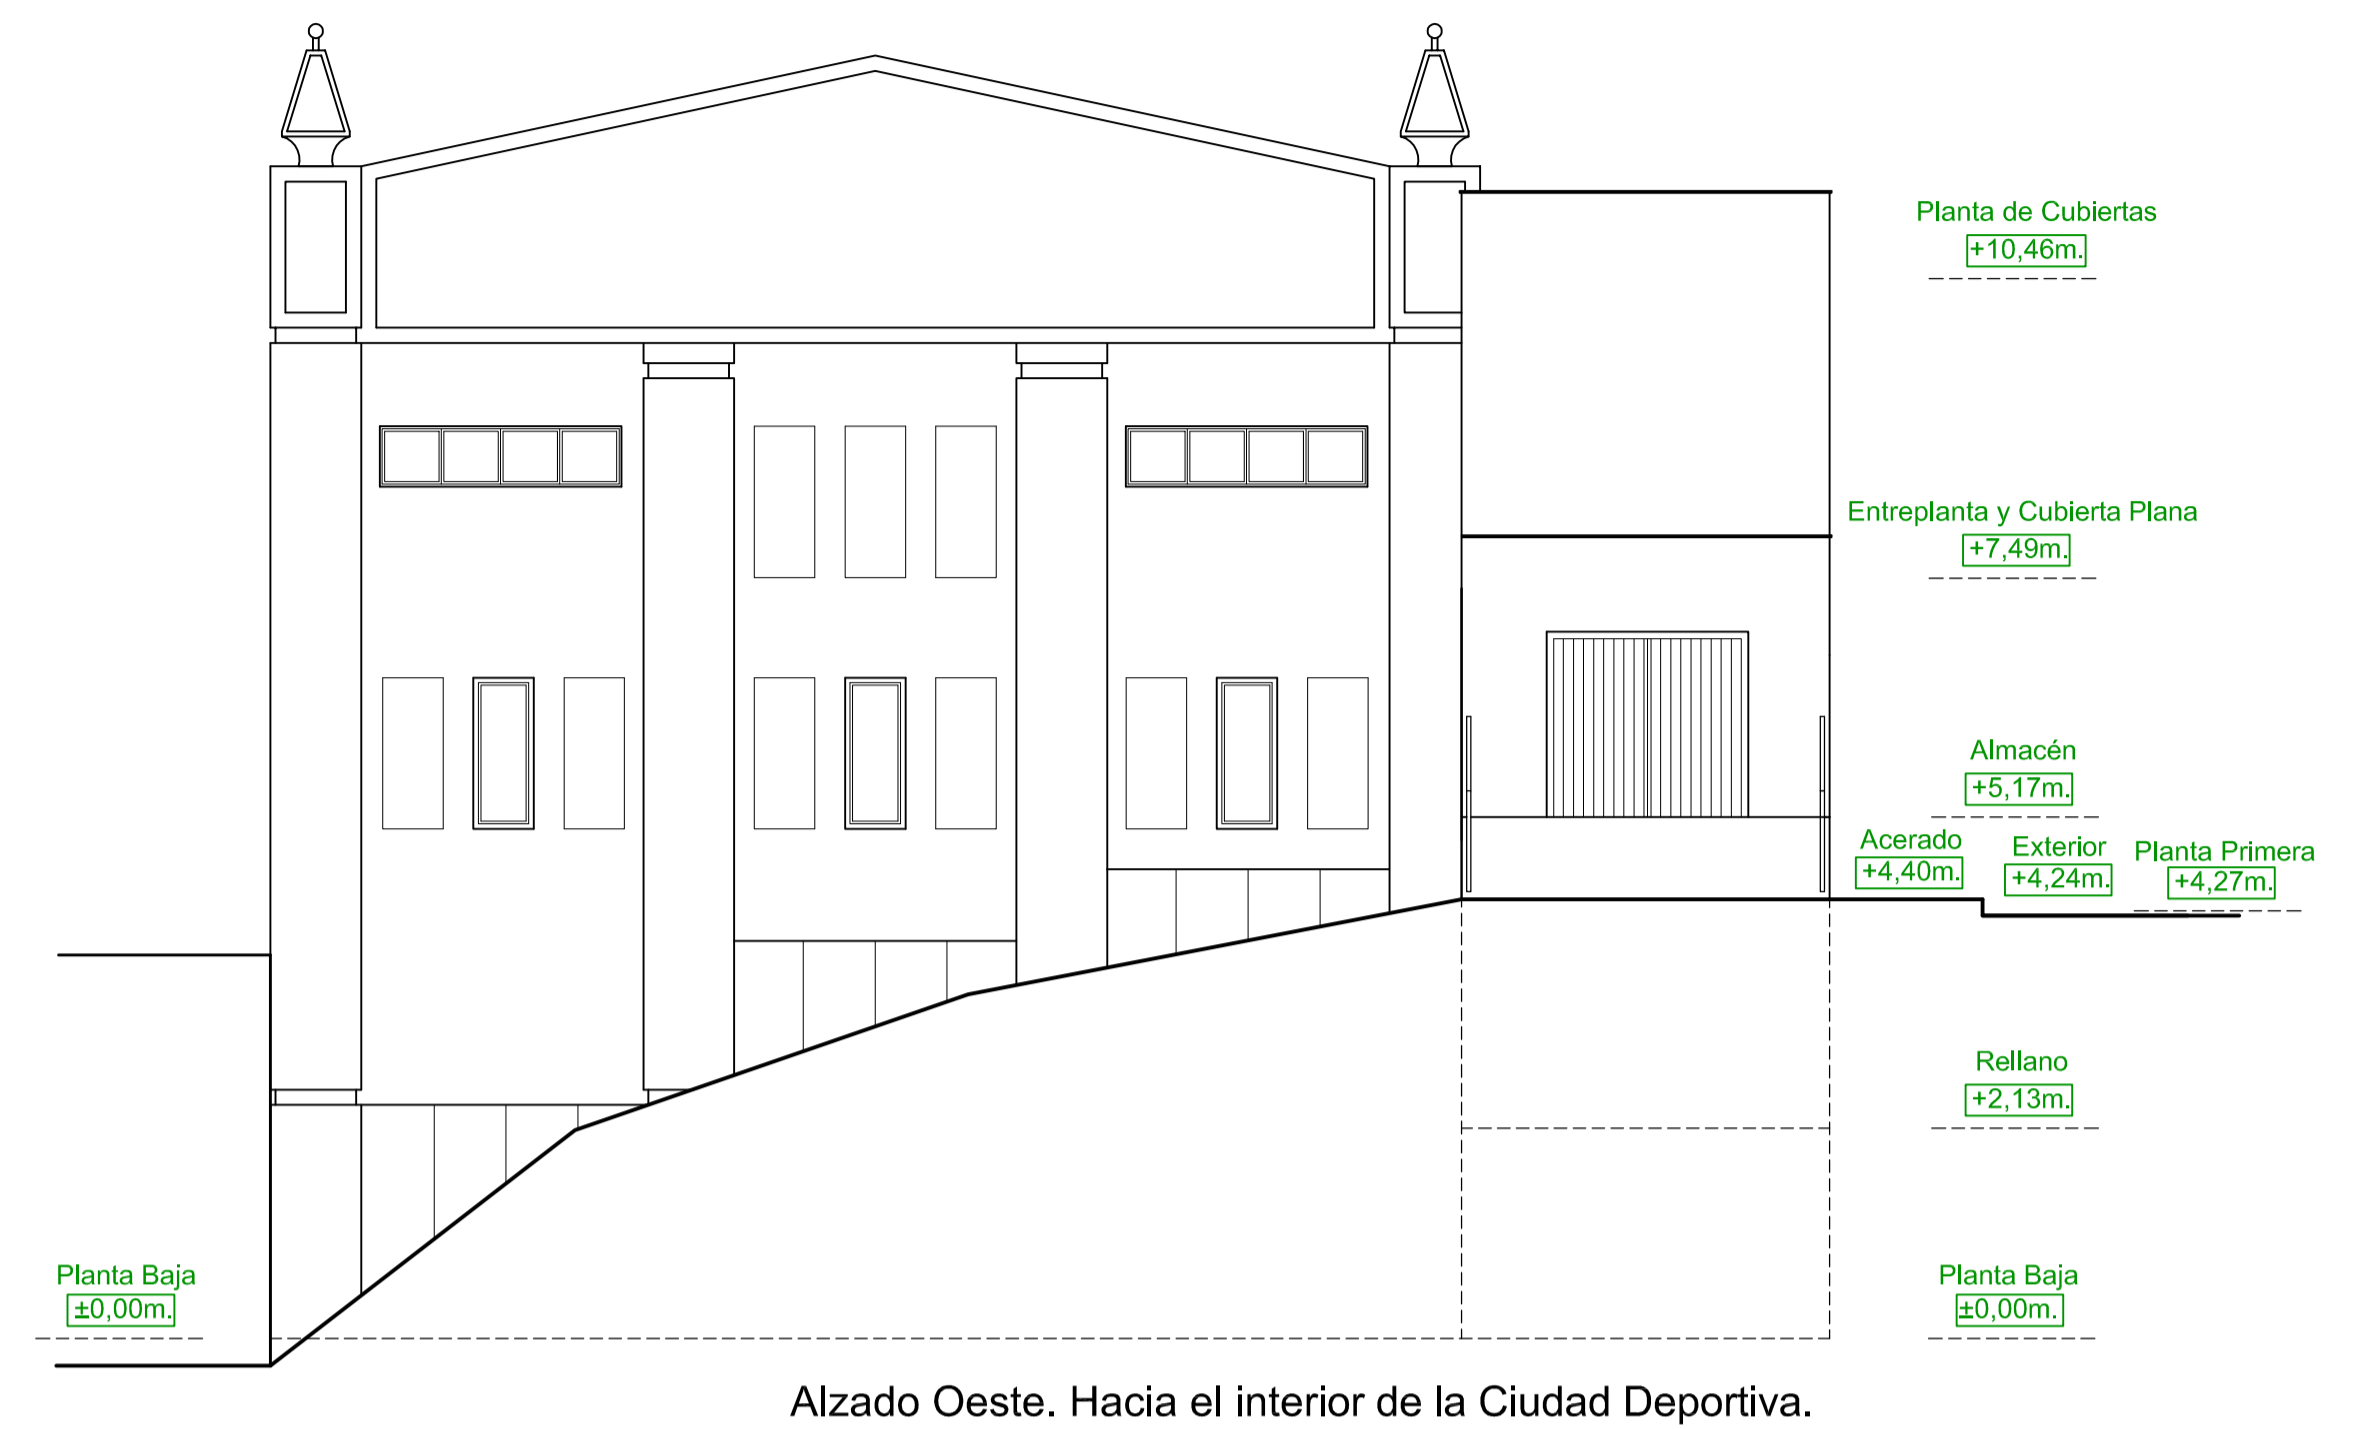 Planta de Cubiertas
+10,46m.
Entreplanta y Cubierta Plana
+7,49m.
Almacén
+5,17m.
Acerado
+4,40m.
Exterior
+4,24m.
Planta Primera
+4,27m.
Rellano
+2,13m.
Planta Baja
±0,00m.
Planta Baja
±0,00m.
Alzado Oeste. Hacia el interior de la Ciudad Deportiva.